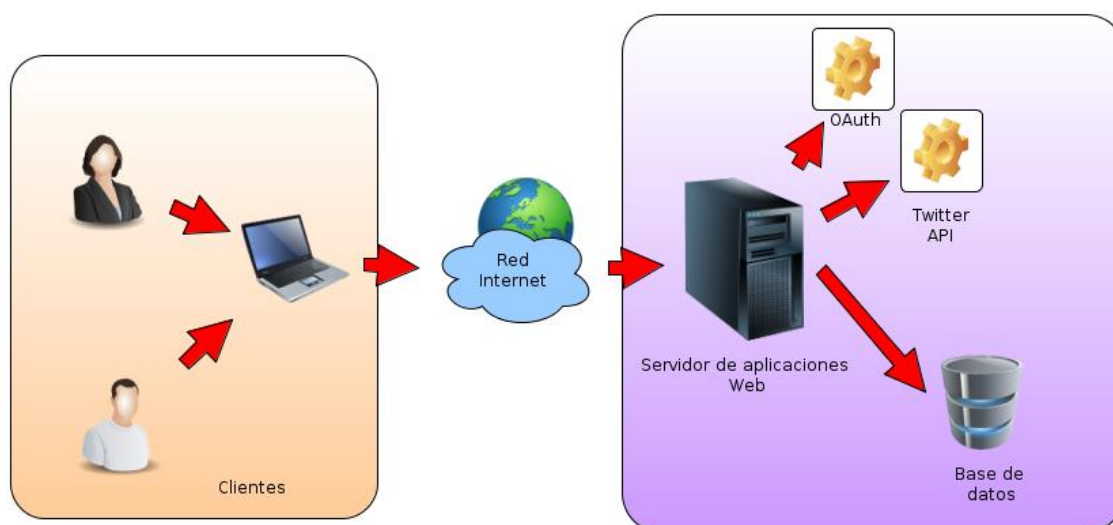 OAuth
Twitter
API
Red
Internet
Servidor de aplicaciones
Web
Base de
datos
Clientes